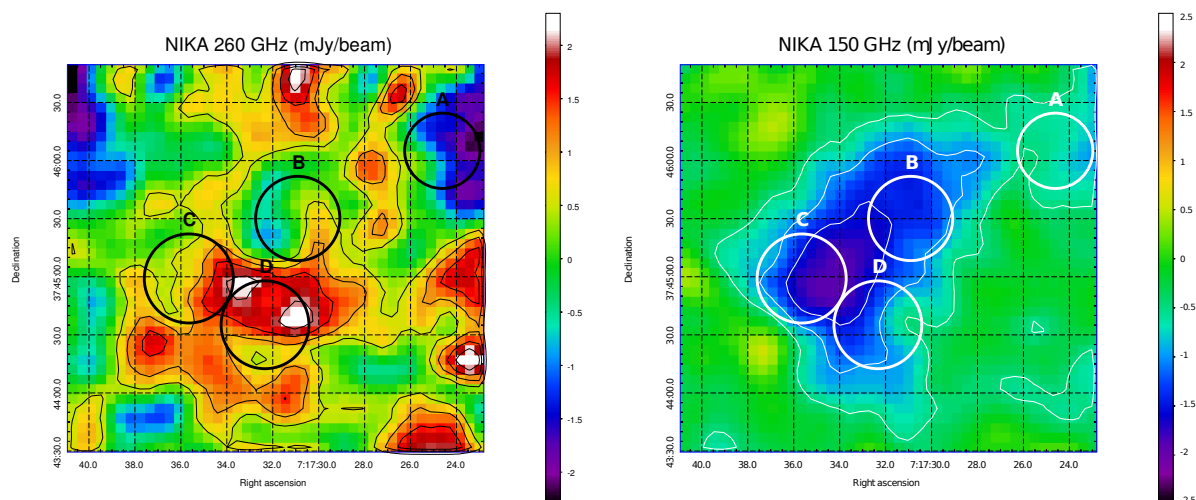 NIKA 260 GHz (mJy/beam)
Declination
30.0
46:00.0
30.0
37:45:00.0
30.0
44:00.0
43:30.0
A
B
C
D
40.0 38.0 36.0 34.0 32.0 7:17:30.0 28.0 26.0 24.0
Right ascension
2
1.5
1
0.5
0
-0.5
-1
-1.5
-2
NIKA 150 GHz (mJy/beam)
Declination
30.0
46:00.0
30.0
37:45:00.0
30.0
44:00.0
43:30.0
A
B
C
D
40.0 38.0 36.0 34.0 32.0 7:17:30.0 28.0 26.0 24.0
Right ascension
2.5
2
1.5
1
0.5
0
-0.5
-1
-1.5
-2
-2.5